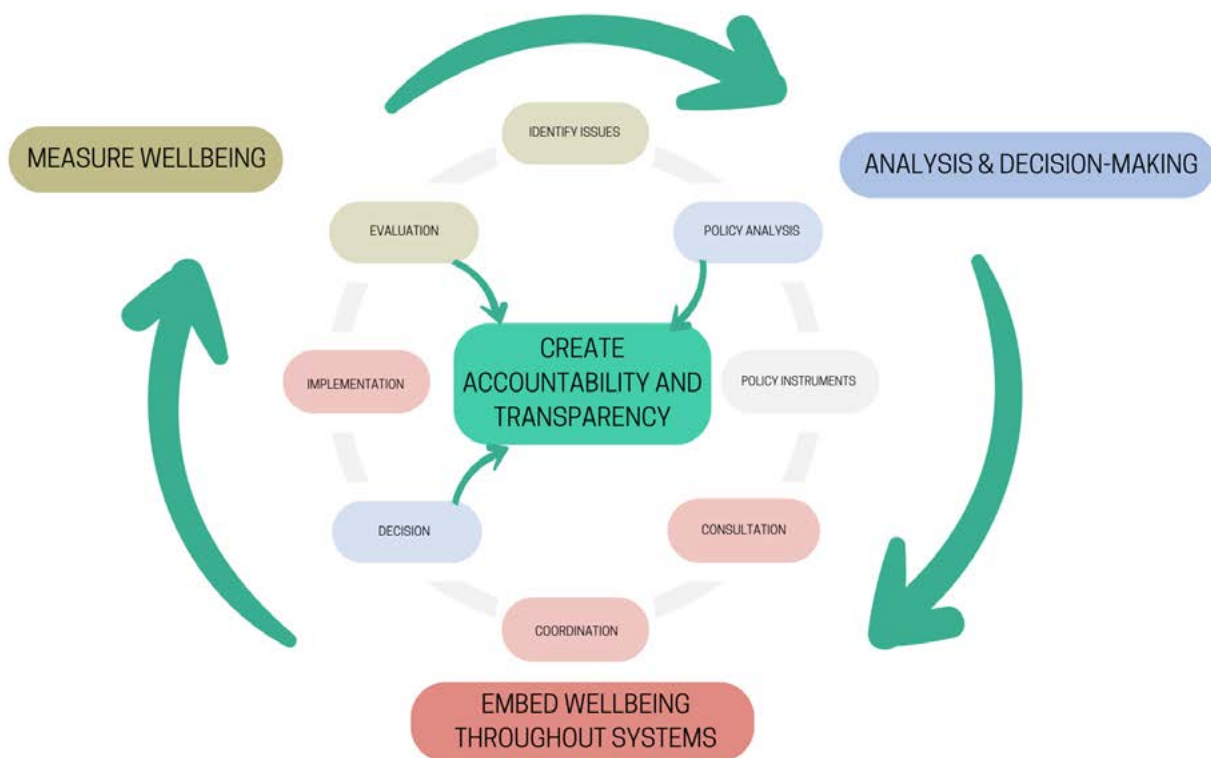 IDENTIFY ISSUES
MEASURE WELLBEING
ANALYSIS & DECISION-MAKING
EVALUATION
POLICY ANALYSIS
CREATE
ACCOUNTABILITY AND
TRANSPARENCY
IMPLEMENTATION
POLICY INSTRUMENTS
DECISION
CONSULTATION
COORDINATION
EMBED WELLBEING
THROUGHOUT SYSTEMS